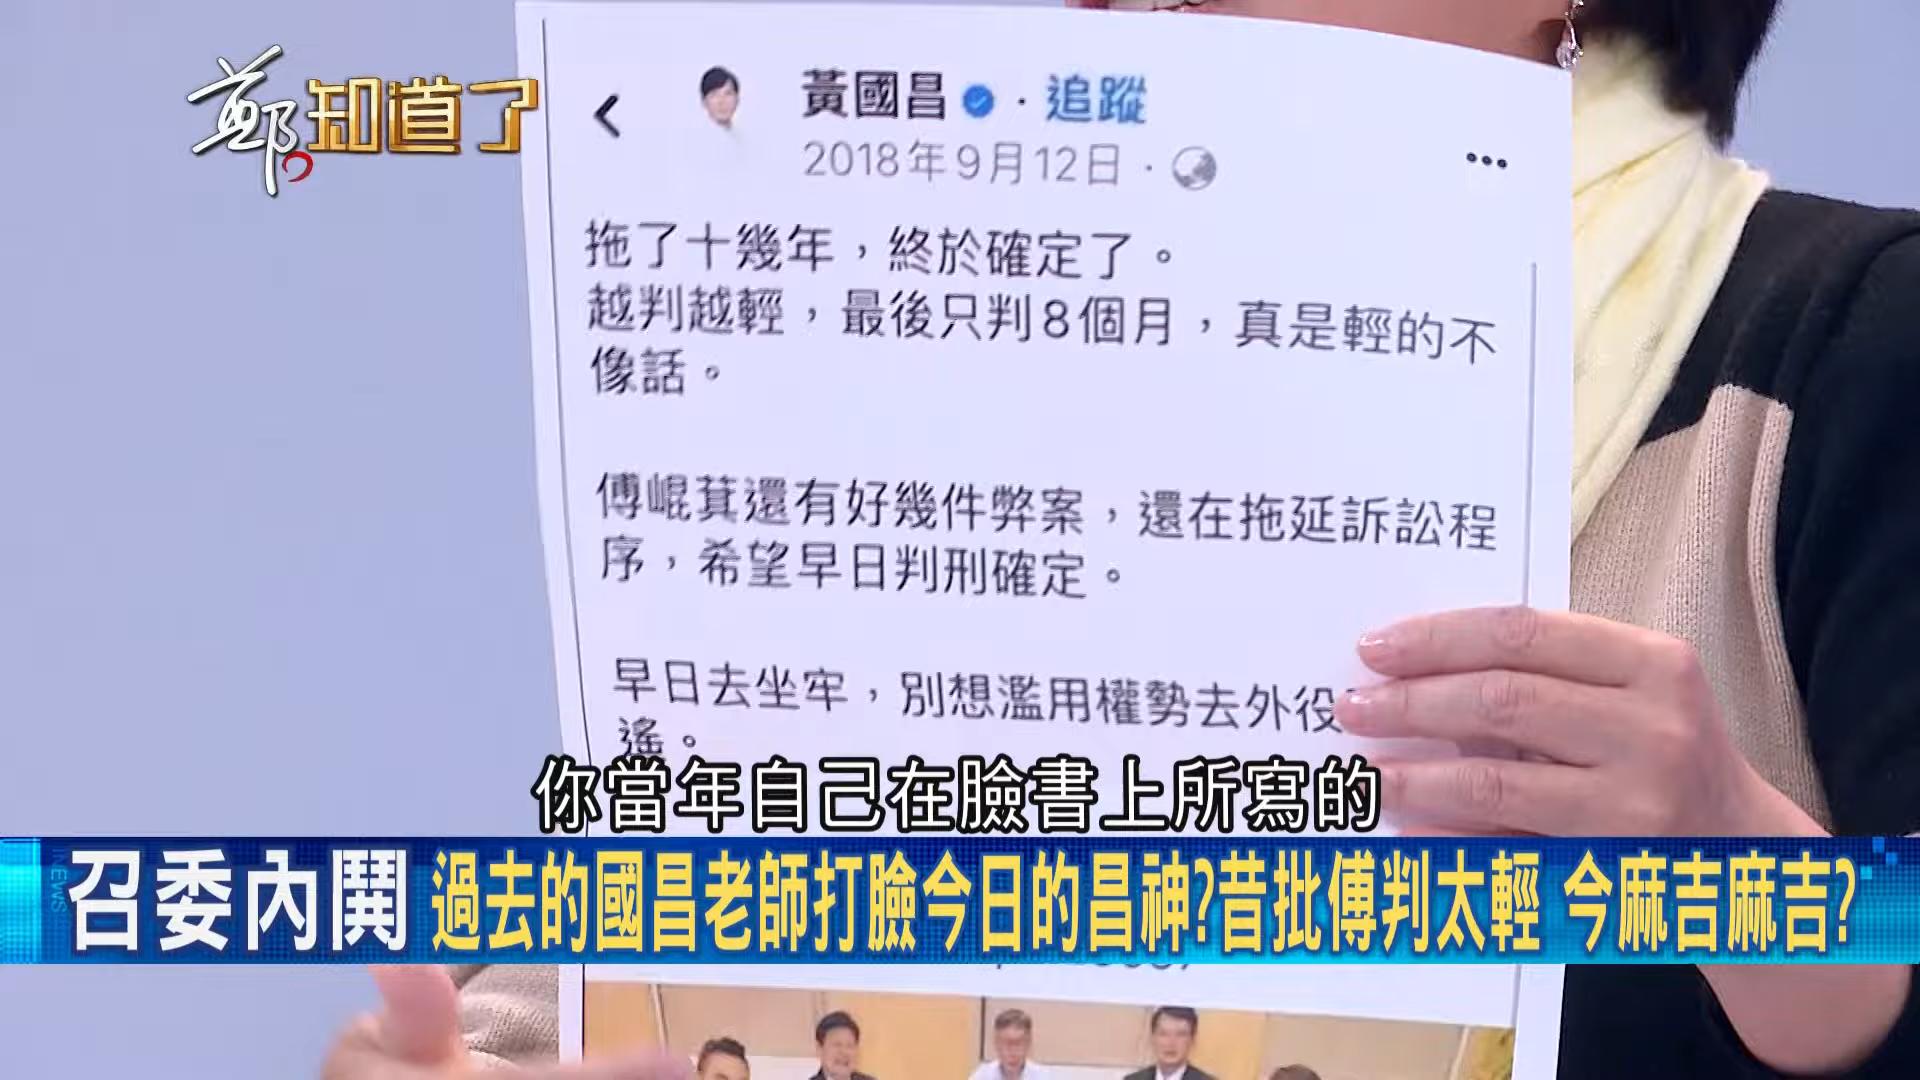 鄭知道了
黃國昌 · 追蹤
2018年9月12日 ·
拖了十幾年，終於確定了。
越判越輕，最後只判8個月，真是輕的不
像話。
傅崐萁還有好幾件弊案，還在拖延訴訟程
序，希望早日判刑確定。
早日去坐牢，別想濫用權勢去外役
遙。
你當年自己在臉書上所寫的
INEWS
召委內鬨 過去的國昌老師打臉今日的昌神?昔批傅判太輕 今麻吉麻吉?